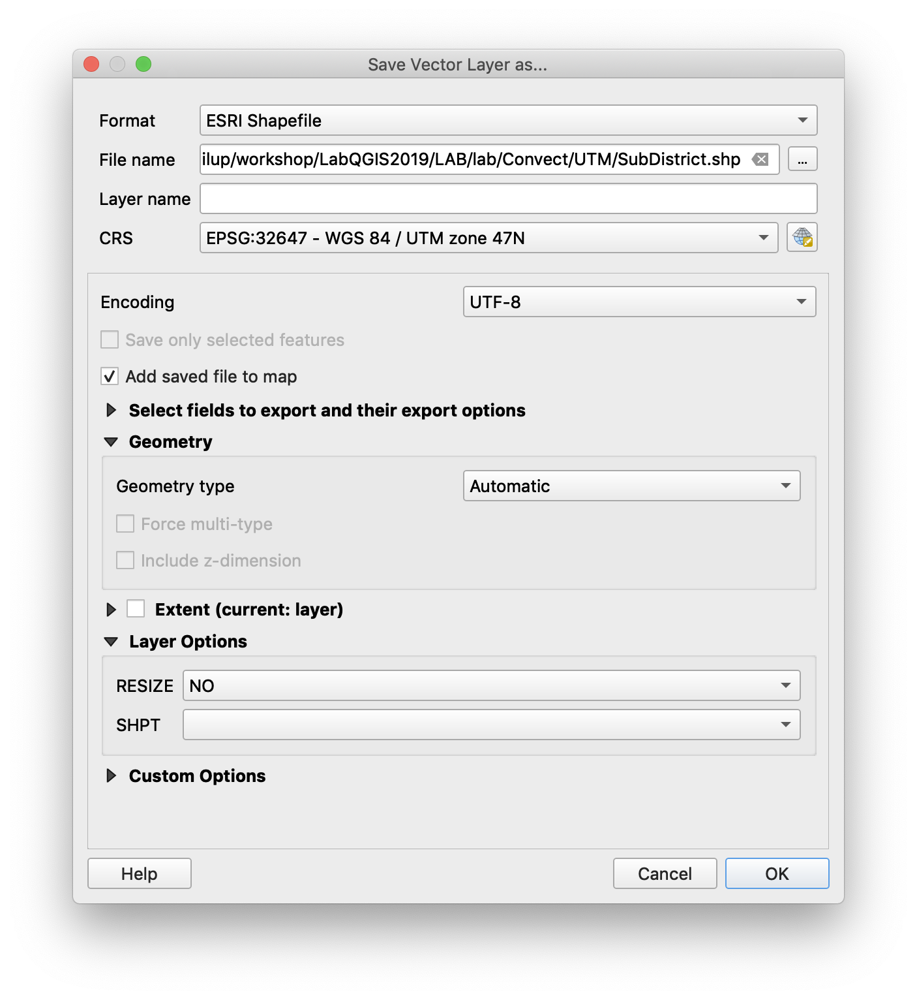 Save Vector Layer as...
Format ESRI Shapefile
File name ilup/workshop/LabQGIS2019/LAB/lab/Convect/UTM/SubDistrict.shp ...
Layer name
CRS EPSG:32647 - WGS 84 / UTM zone 47N
Encoding UTF-8
Save only selected features
Add saved file to map
Select fields to export and their export options
Geometry
Geometry type Automatic
Force multi-type
Include z-dimension
Extent (current: layer)
Layer Options
RESIZE NO
SHPT
Custom Options
Help Cancel OK